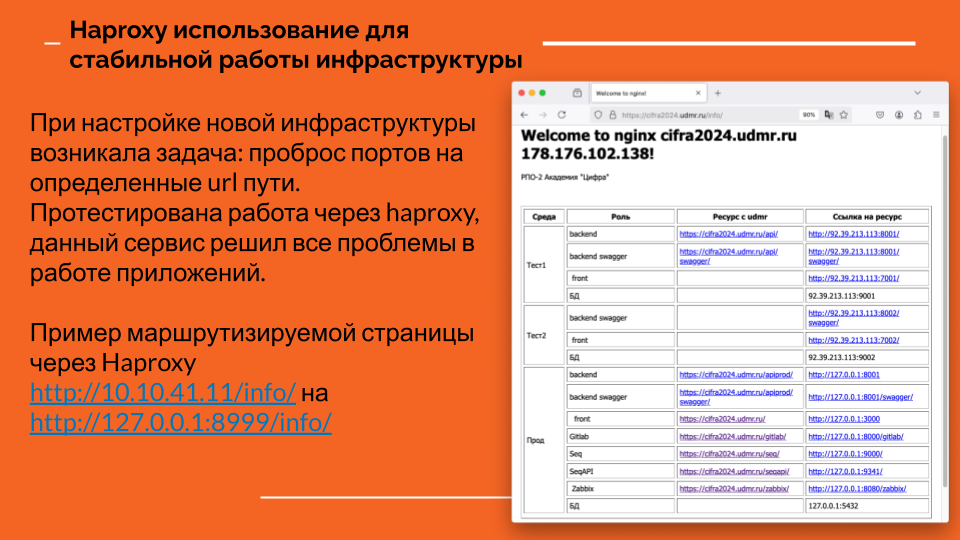 Haproxy использование для
стабильной работы инфраструктуры
При настройке новой инфраструктуры
возникала задача: проброс портов на
определенные url пути.
Протестирована работа через haproxy,
данный сервис решил все проблемы в
работе приложений.
Пример маршрутизируемой страницы
через Haproxy
http://10.10.41.11/info/ на
http://127.0.0.1:8999/info/
Welcome to nginx!
https://cifra2024.udmr.ru/info/
90%
Welcome to nginx cifra2024.udmr.ru
178.176.102.138!
РПО-2 Академия "Цифра"
Среда Роль Ресурс с udmr Ссылка на ресурс
Тест1
backend https://cifra2024.udmr.ru/api/ http://92.39.213.113:8001/
backend swagger https://cifra2024.udmr.ru/api/ http://92.39.213.113:8001/
swagger/ swagger/
front http://92.39.213.113:7001/
БД 92.39.213.113:9001
Тест2
backend swagger http://92.39.213.113:8002/
swagger/
front http://92.39.213.113:7002/
БД 92.39.213.113:9002
Прод
backend https://cifra2024.udmr.ru/apiprod/ http://127.0.0.1:8001
backend swagger https://cifra2024.udmr.ru/apiprod/ http://127.0.0.1:8001/swagger/
swagger/
front https://cifra2024.udmr.ru/ http://127.0.0.1:3000
Gitlab https://cifra2024.udmr.ru/gitlab/ http://127.0.0.1:8000/gitlab/
Seq https://cifra2024.udmr.ru/seq/ http://127.0.0.1:9000/
SeqAPI https://cifra2024.udmr.ru/seqapi/ http://127.0.0.1:9341/
Zabbix https://cifra2024.udmr.ru/zabbix/ http://127.0.0.1:8080/zabbix/
БД 127.0.0.1:5432